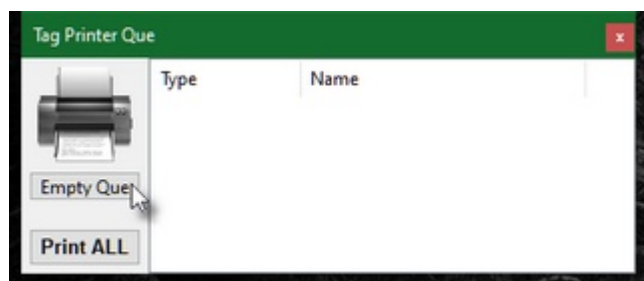 Tag Printer Que
x
Type Name
Empty Que
Print ALL